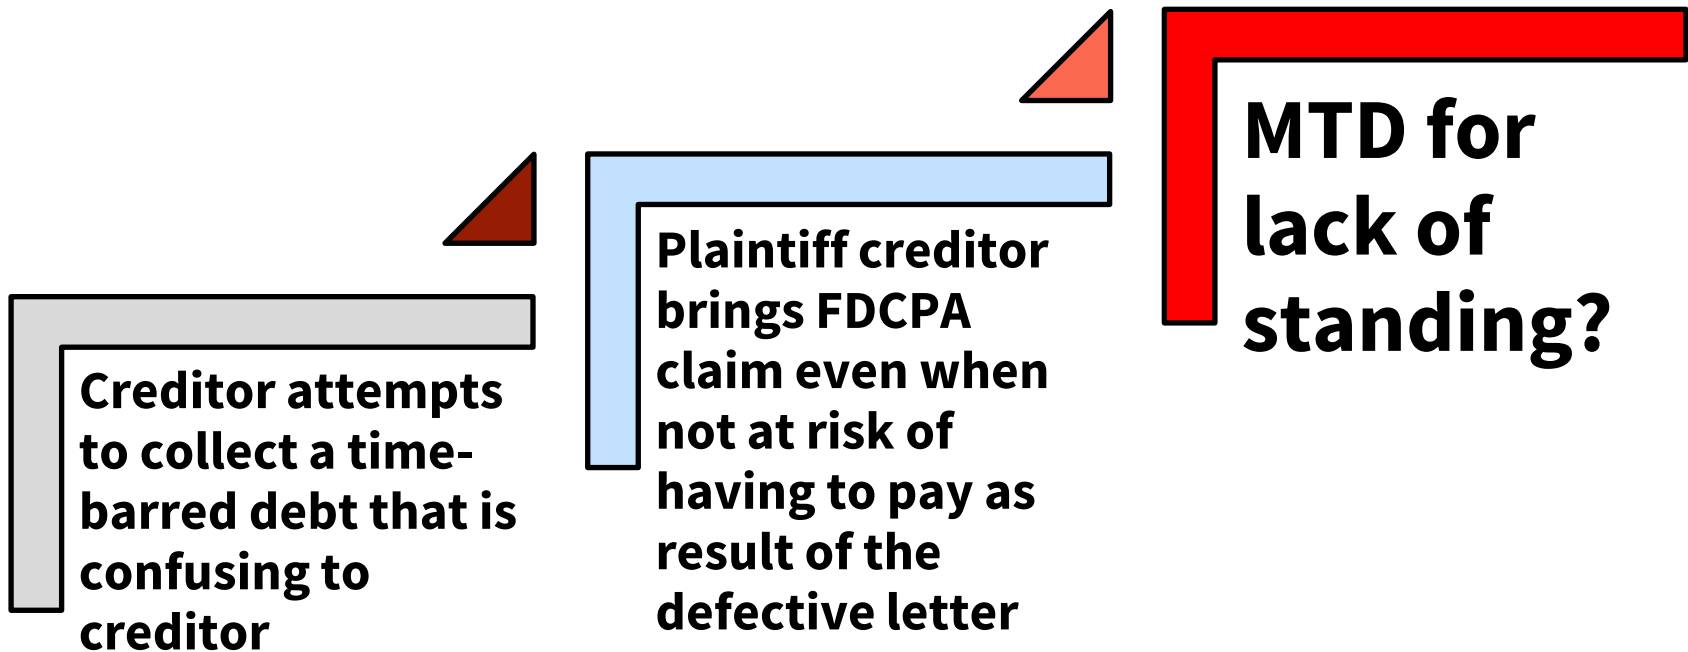 Creditor attempts
to collect a time-
barred debt that is
confusing to
creditor
Plaintiff creditor
brings FDCPA
claim even when
not at risk of
having to pay as
result of the
defective letter
MTD for
lack of
standing?